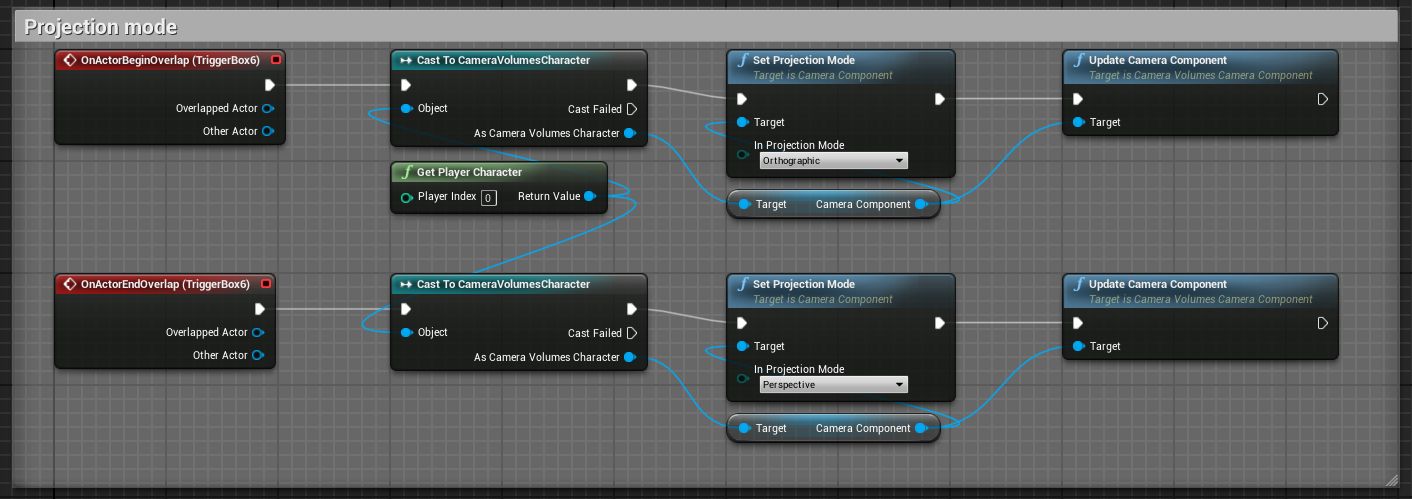 Projection mode
OnActorBeginOverlap (TriggerBox6)
Overlapped Actor
Other Actor
Cast To CameraVolumesCharacter
Object
Cast Failed
As Camera Volumes Character
Get Player Character
Player Index 0 Return Value
Set Projection Mode
Target is Camera Component
Target
In Projection Mode
Orthographic
Target Camera Component
Update Camera Component
Target is Camera Volumes Camera Component
Target
OnActorEndOverlap (TriggerBox6)
Overlapped Actor
Other Actor
Cast To CameraVolumesCharacter
Object
Cast Failed
As Camera Volumes Character
Set Projection Mode
Target is Camera Component
Target
In Projection Mode
Perspective
Target Camera Component
Update Camera Component
Target is Camera Volumes Camera Component
Target